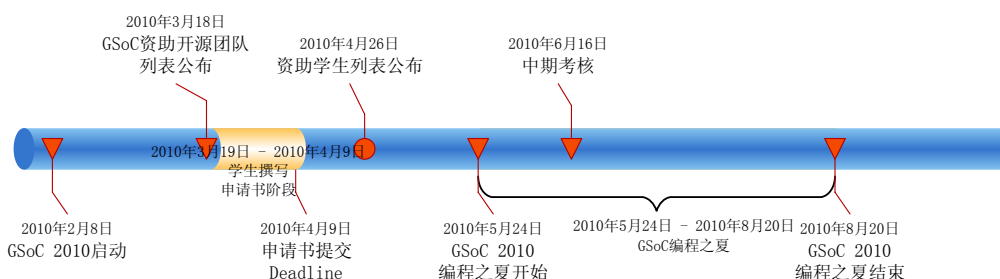 2010年3月18日
GSoC资助开源团队
列表公布
2010年4月26日
资助学生列表公布
2010年6月16日
中期考核
2010年3月19日 - 2010年4月9日
学生撰写
申请书阶段
2010年2月8日
GSoC 2010启动
2010年4月9日
申请书提交
Deadline
2010年5月24日
GSoC 2010
编程之夏开始
2010年5月24日 - 2010年8月20日
GSoC编程之夏
2010年8月20日
GSoC 2010
编程之夏结束